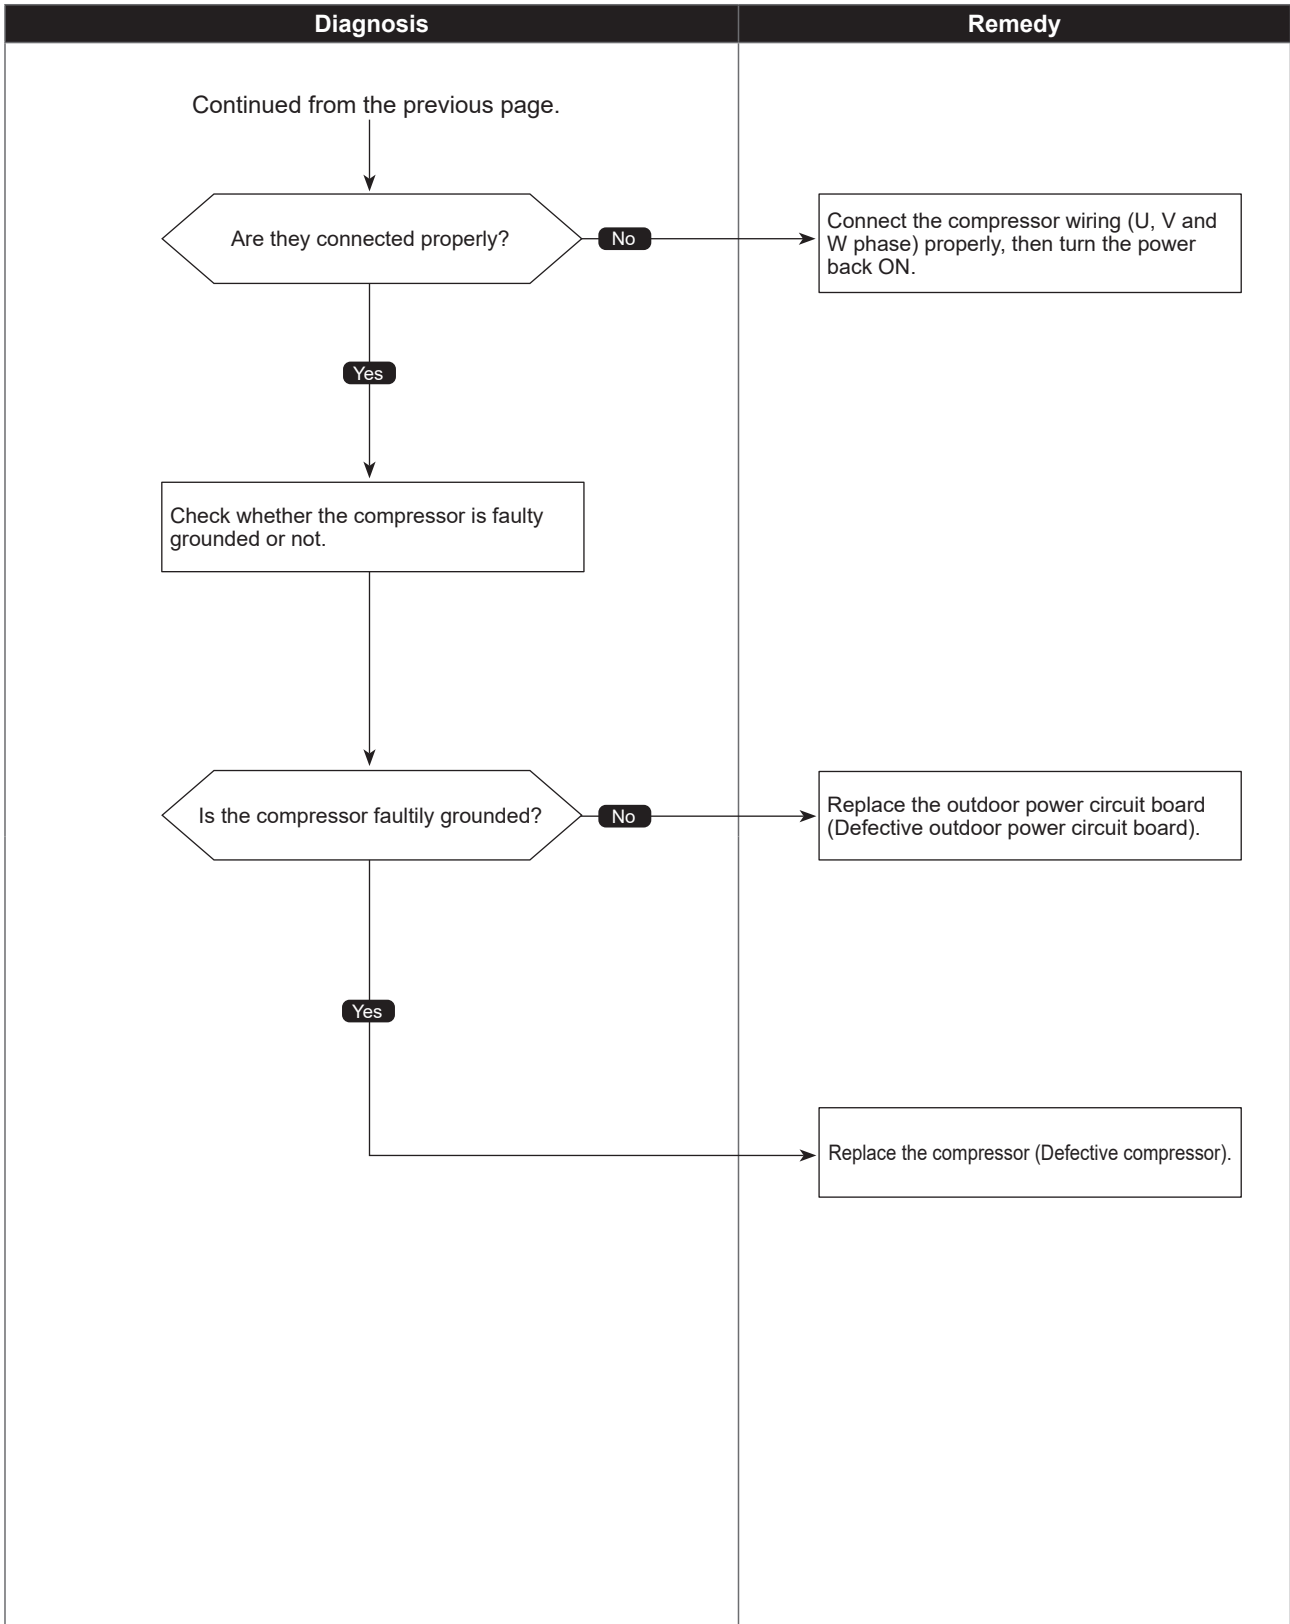 Diagnosis
Remedy
Continued from the previous page.
Are they connected properly?
No
Connect the compressor wiring (U, V and
W phase) properly, then turn the power
back ON.
Yes
Check whether the compressor is faulty
grounded or not.
Is the compressor faultily grounded?
No
Replace the outdoor power circuit board
(Defective outdoor power circuit board).
Yes
Replace the compressor (Defective compressor).